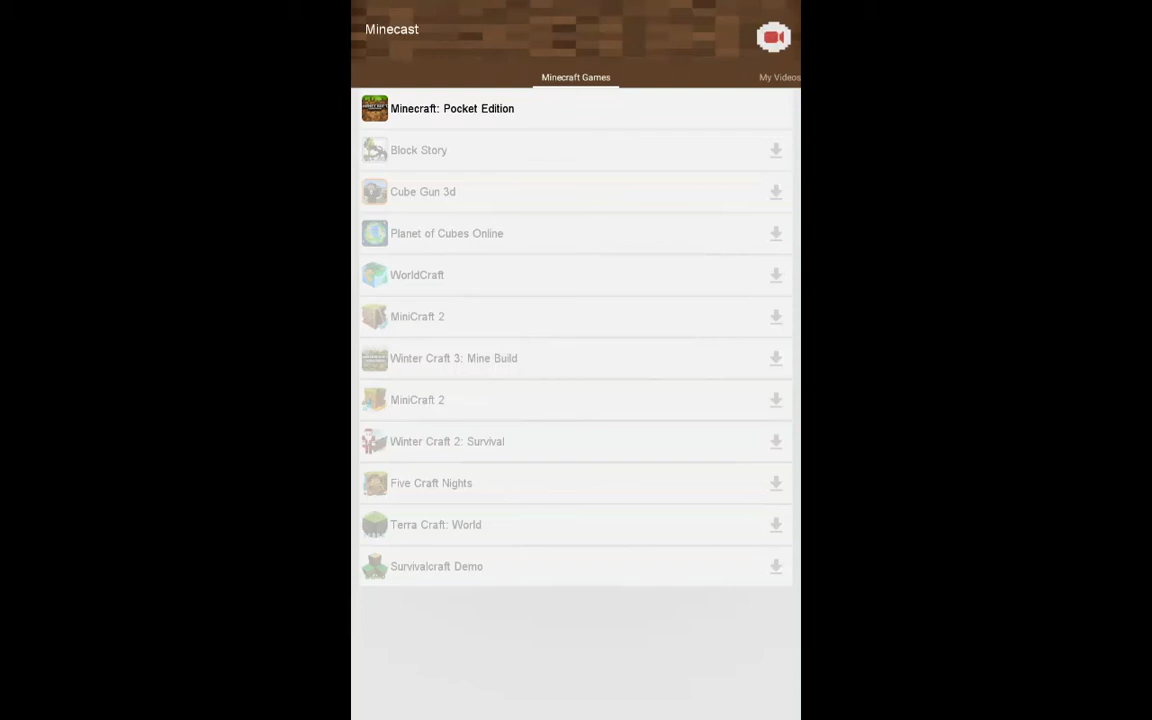 Minecast
Minecraft Games
My Videos
Minecraft: Pocket Edition
Block Story
Cube Gun 3d
Planet of Cubes Online
WorldCraft
MiniCraft 2
Winter Craft 3: Mine Build
MiniCraft 2
Winter Craft 2: Survival
Five Craft Nights
Terra Craft: World
Survivalcraft Demo